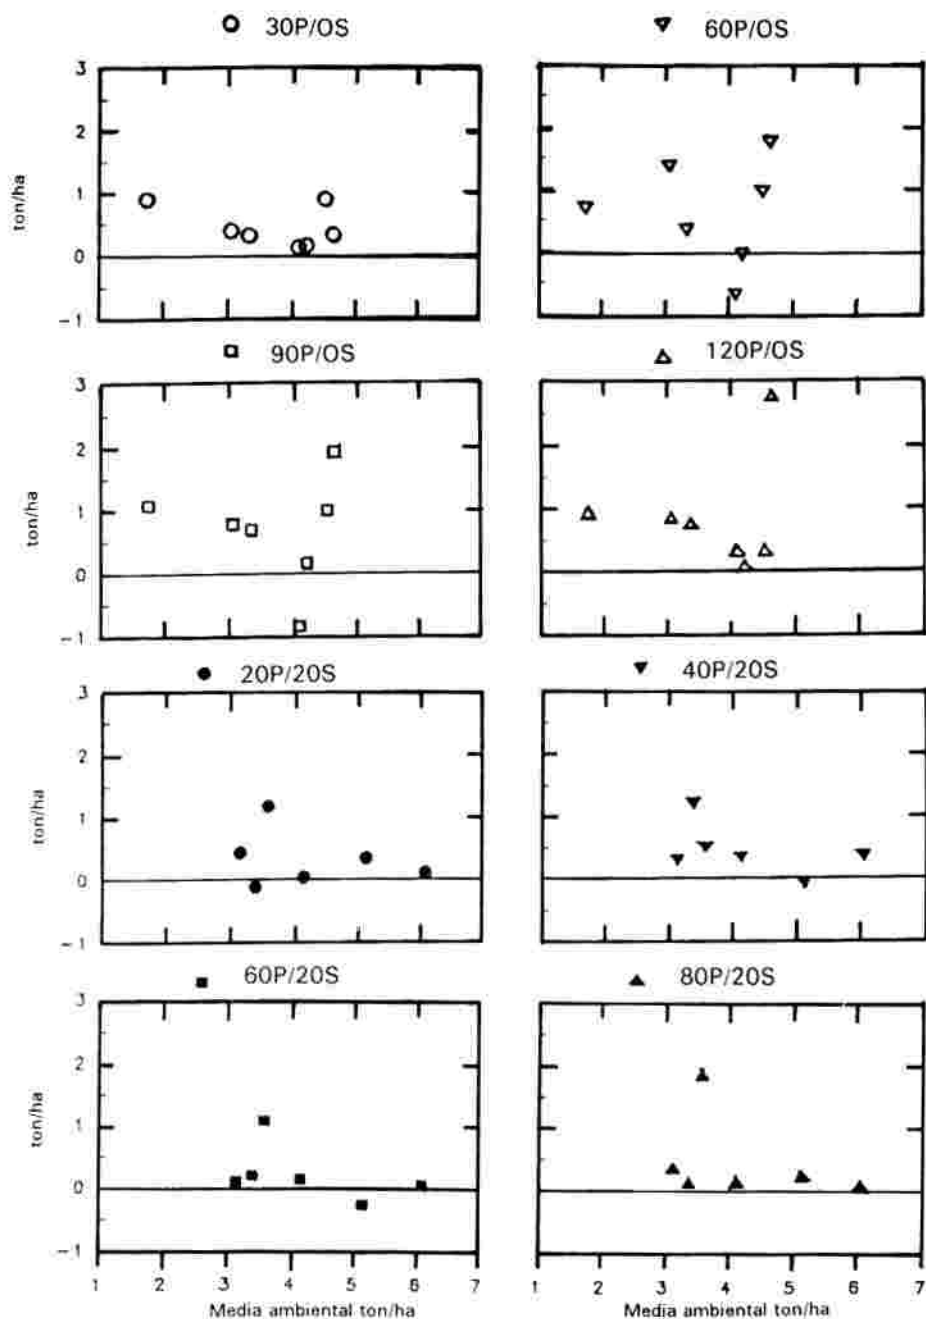 30P/OS
60P/OS
3
2
1
0
-1
ton/ha
90P/OS
120P/OS
3
2
1
0
-1
ton/ha
20P/20S
40P/20S
3
2
1
0
-1
ton/ha
60P/20S
80P/20S
3
2
1
0
-1
ton/ha
1 2 3 4 5 6 7
1 2 3 4 5 6 7
Media ambiental ton/ha
Media ambiental ton/ha